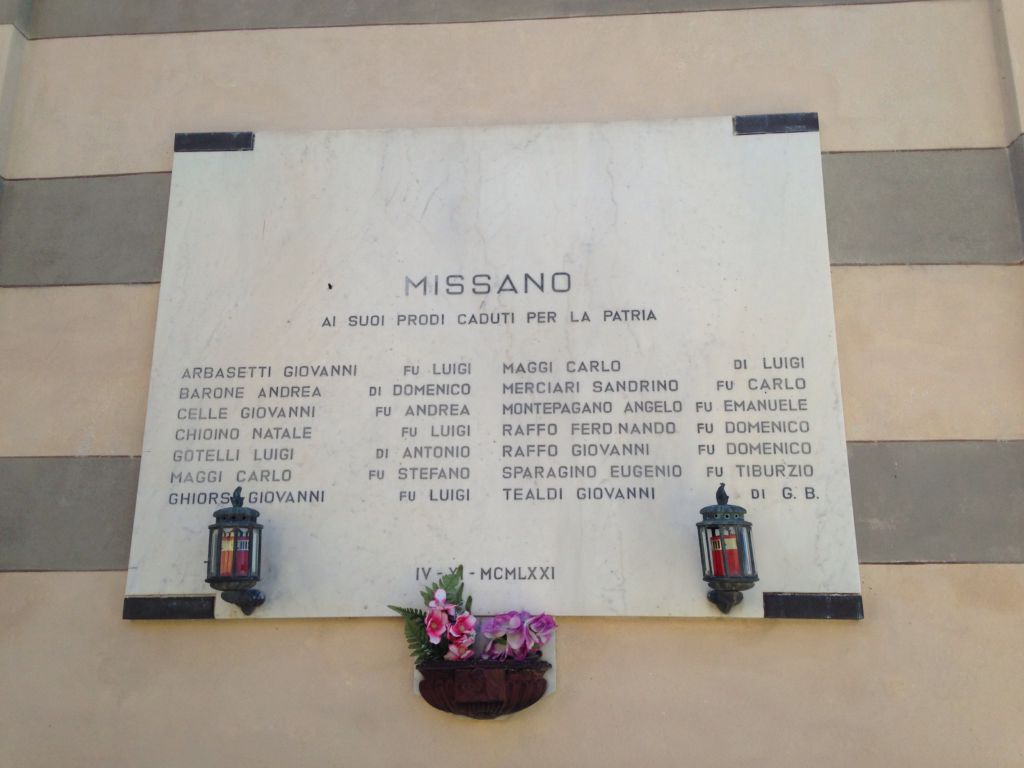 MISSANO
AI SUOI PRODI CADUTI PER LA PATRIA
ARBASETTI GIOVANNI FU LUIGI
BARONE ANDREA DI DOMENICO
CELLE GIOVANNI FU ANDREA
CHIOINO NATALE FU LUIGI
GOTELLI LUIGI DI ANTONIO
MAGGI CARLO FU STEFANO
GIOVANNI FU LUIGI
MAGGI CARLO DI LUIGI
MERCIARI SANDRINO FU CARLO
MONTEPAGANO ANGELO FU EMANUELE
RAFFO FERDNANDO FU DOMENICO
RAFFO GIOVANNI FU DOMENICO
SPARAGINO EUGENIO FU TIBURZIO
TEALDI GIOVANNI DI G. B.
IV - XI - MCMLXXI